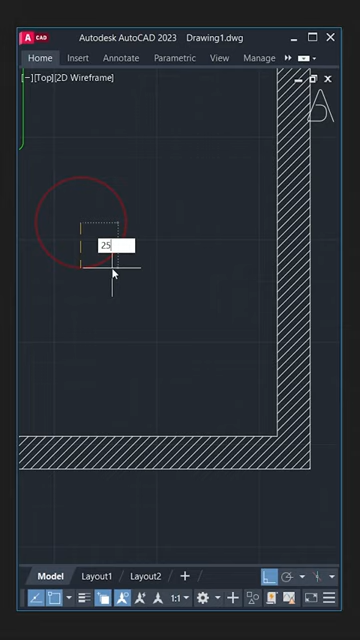 A CAD
Autodesk AutoCAD 2023 Drawing1.dwg
Home Insert Annotate Parametric View Manage
[−][Top][2D Wireframe]
25
Model Layout1 Layout2 +
1:1